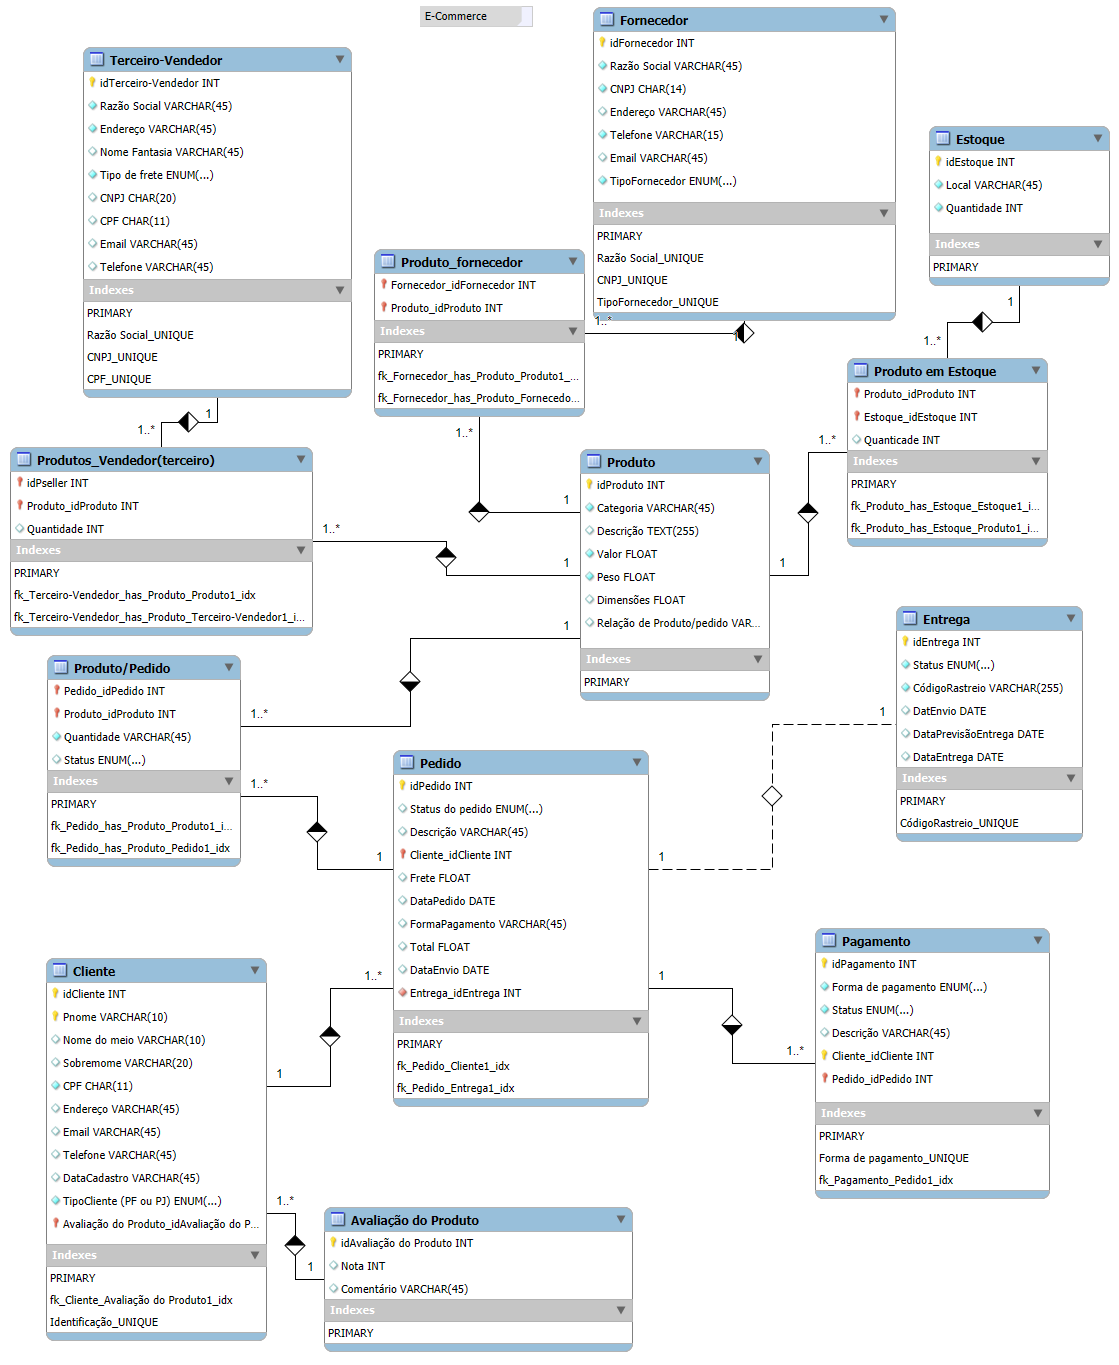 E-Commerce
Terceiro-Vendedor
idTerceiro-Vendedor INT
Razão Social VARCHAR(45)
Endereço VARCHAR(45)
Nome Fantasia VARCHAR(45)
Tipo de frete ENUM(...)
CNPJ CHAR(20)
CPF CHAR(11)
Email VARCHAR(45)
Telefone VARCHAR(45)
Indexes
PRIMARY
Razão Social_UNIQUE
CNPJ_UNIQUE
CPF_UNIQUE
1
1..*
Fornecedor
idFornecedor INT
Razão Social VARCHAR(45)
CNPJ CHAR(14)
Endereço VARCHAR(45)
Telefone VARCHAR(15)
Email VARCHAR(45)
TipoFornecedor ENUM(...)
Indexes
PRIMARY
Razão Social_UNIQUE
CNPJ_UNIQUE
TipoFornecedor_UNIQUE
1..*
1
Estoque
idEstoque INT
Local VARCHAR(45)
Quantidade INT
Indexes
PRIMARY
1
1..*
Produto_fornecedor
Fornecedor_idFornecedor INT
Produto_idProduto INT
Indexes
PRIMARY
fk_Fornecedor_has_Produto_Produto1_...
fk_Fornecedor_has_Produto_Fornecedo...
1..*
1
Produto em Estoque
Produto_idProduto INT
Estoque_idEstoque INT
Quanticade INT
Indexes
PRIMARY
fk_Produto_has_Estoque_Estoque1_i...
fk_Produto_has_Estoque_Produto1_i...
1..*
1
Produtos_Vendedor(terceiro)
idPseller INT
Produto_idProduto INT
Quantidade INT
Indexes
PRIMARY
fk_Terceiro-Vendedor_has_Produto_Produto1_idx
fk_Terceiro-Vendedor_has_Produto_Terceiro-Vendedor1_i...
1..*
1
Produto
idProduto INT
Categoria VARCHAR(45)
Descrição TEXT(255)
Valor FLOAT
Peso FLOAT
Dimensões FLOAT
Relação de Produto/pedido VAR...
Indexes
PRIMARY
1
1..*
Produto/Pedido
Pedido_idPedido INT
Produto_idProduto INT
Quantidade VARCHAR(45)
Status ENUM(...)
Indexes
PRIMARY
fk_Pedido_has_Produto_Produto1_i...
fk_Pedido_has_Produto_Pedido1_idx
1..*
1
Entrega
idEntrega INT
Status ENUM(...)
CódigoRastreio VARCHAR(255)
DatEnvio DATE
DataPrevisãoEntrega DATE
DataEntrega DATE
Indexes
PRIMARY
CódigoRastreio_UNIQUE
1
1
Pedido
idPedido INT
Status do pedido ENUM(...)
Descrição VARCHAR(45)
Cliente_idCliente INT
Frete FLOAT
DataPedido DATE
FormaPagamento VARCHAR(45)
Total FLOAT
DataEnvio DATE
Entrega_idEntrega INT
Indexes
PRIMARY
fk_Pedido_Cliente1_idx
fk_Pedido_Entrega1_idx
1..*
1
1
1..*
Pagamento
idPagamento INT
Forma de pagamento ENUM(...)
Status ENUM(...)
Descrição VARCHAR(45)
Cliente_idCliente INT
Pedido_idPedido INT
Indexes
PRIMARY
Forma de pagamento_UNIQUE
fk_Pagamento_Pedido1_idx
Cliente
idCliente INT
Pnome VARCHAR(10)
Nome do meio VARCHAR(10)
Sobremome VARCHAR(20)
CPF CHAR(11)
Endereço VARCHAR(45)
Email VARCHAR(45)
Telefone VARCHAR(45)
DataCadastro VARCHAR(45)
TipoCliente (PF ou PJ) ENUM(...)
Avaliação do Produto_idAvaliação do P...
Indexes
PRIMARY
fk_Cliente_Avaliação do Produto1_idx
Identificação_UNIQUE
1..*
1
Avaliação do Produto
idAvaliação do Produto INT
Nota INT
Comentário VARCHAR(45)
Indexes
PRIMARY